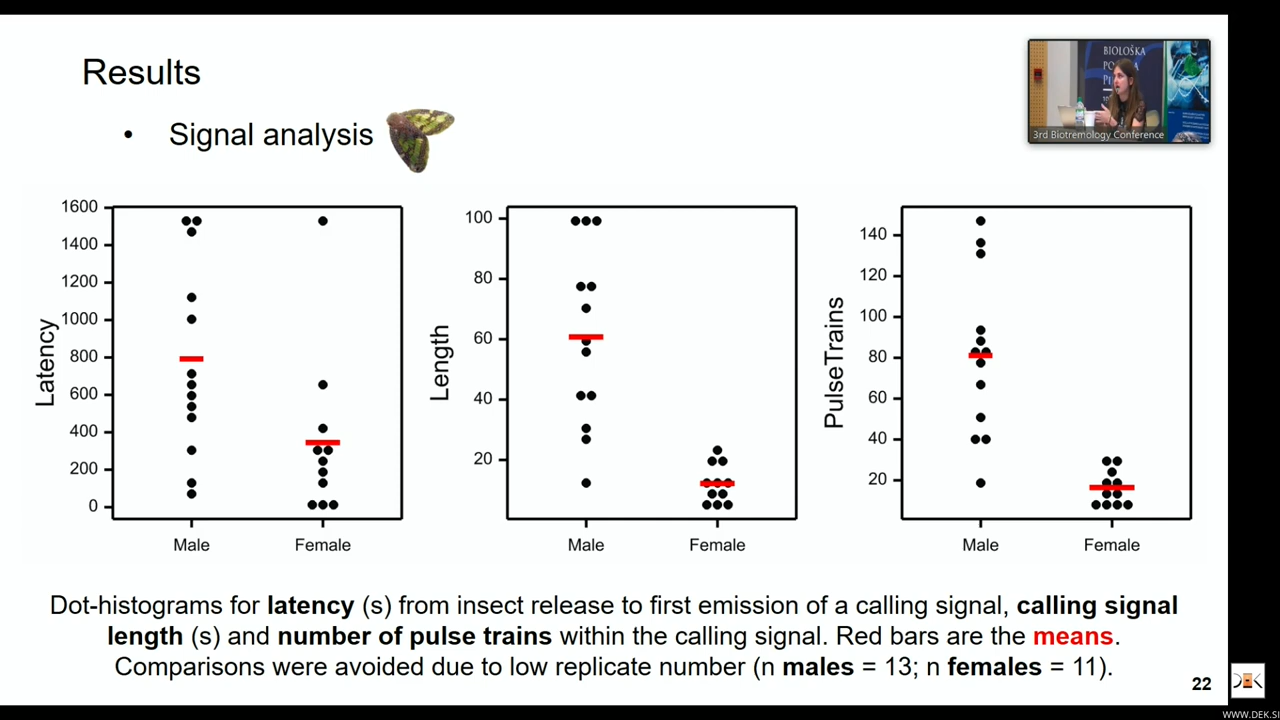 Results
• Signal analysis
BIOLOŠKA
3rd Biotremology Conference
1600
1400
1200
1000
800
600
400
200
0
Latency
Male
Female
100
80
60
40
20
Length
Male
Female
140
120
100
80
60
40
20
PulseTrains
Male
Female
Dot-histograms for latency (s) from insect release to first emission of a calling signal, calling signal
length (s) and number of pulse trains within the calling signal. Red bars are the means.
Comparisons were avoided due to low replicate number (n males = 13; n females = 11).
22
WWW.DEK.SI